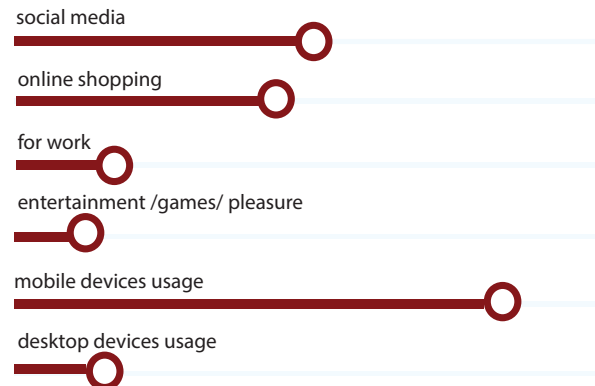 social media
online shopping
for work
entertainment /games/ pleasure
mobile devices usage
desktop devices usage